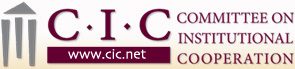 C·I·C
www.cic.net
COMMITTEE ON
INSTITUTIONAL
COOPERATION